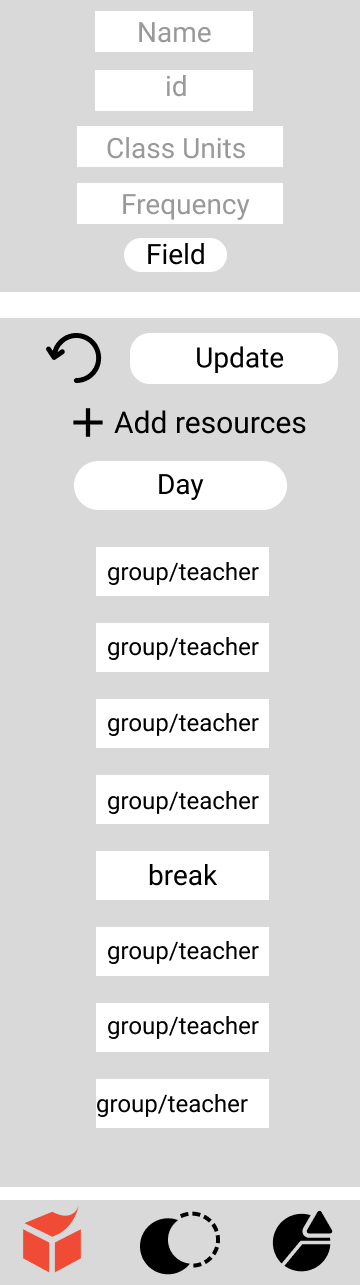 Name
id
Class Units
Frequency
Field
Update
+ Add resources
Day
group/teacher
group/teacher
group/teacher
group/teacher
break
group/teacher
group/teacher
group/teacher